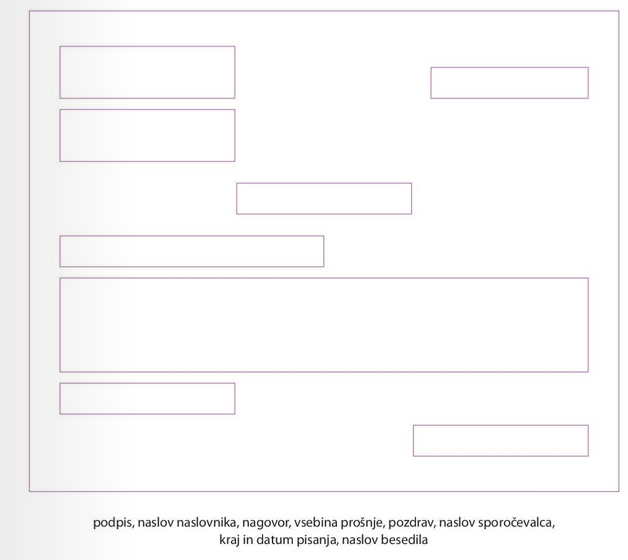 podpis, naslov naslovnika, nagovor, vsebina prošnje, pozdrav, naslov sporočevalca,
kraj in datum pisanja, naslov besedila